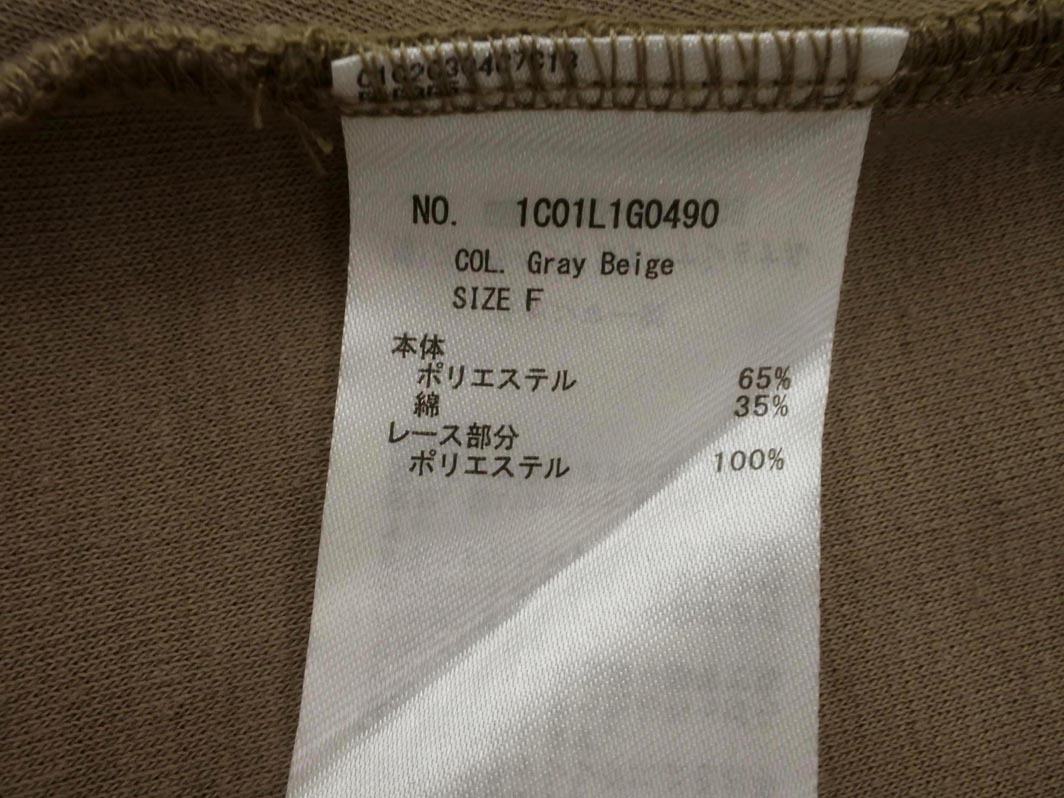 NO. 1C01L1G0490
COL. Gray Beige
SIZE F
本体
ポリエステル 65%
綿 35%
レース部分
ポリエステル 100%